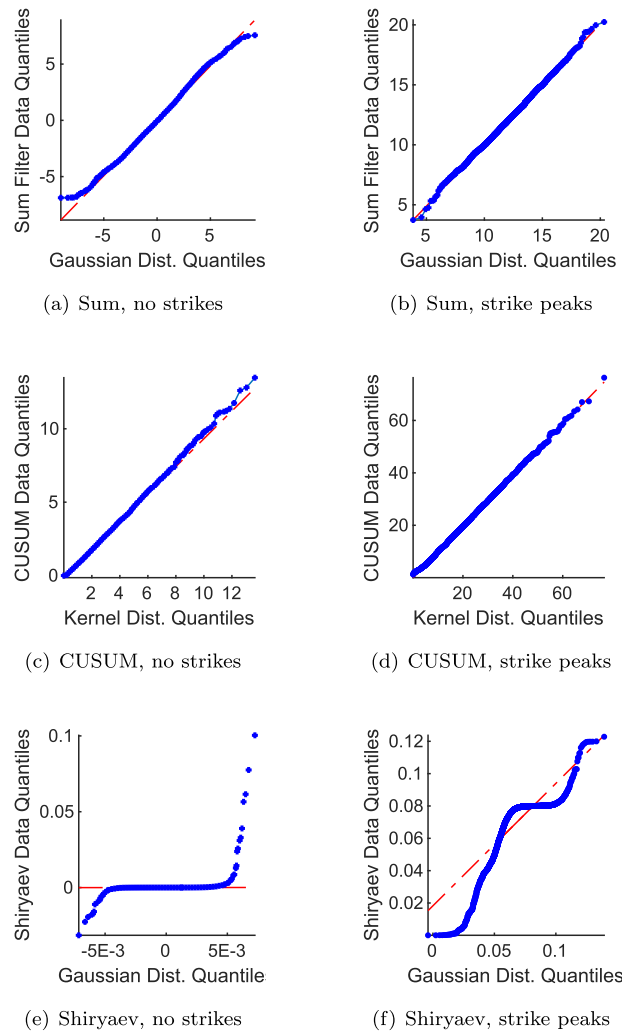 Sum Filter Data Quantiles
5
0
-5
-5 0 5
Gaussian Dist. Quantiles
(a) Sum, no strikes
Sum Filter Data Quantiles
20
15
10
5
5 10 15 20
Gaussian Dist. Quantiles
(b) Sum, strike peaks
CUSUM Data Quantiles
10
5
0
2 4 6 8 10 12
Kernel Dist. Quantiles
(c) CUSUM, no strikes
CUSUM Data Quantiles
60
40
20
20 40 60
Kernel Dist. Quantiles
(d) CUSUM, strike peaks
Shiryaev Data Quantiles
0.1
0.05
0
-5E-3 0 5E-3
Gaussian Dist. Quantiles
(e) Shiryaev, no strikes
Shiryaev Data Quantiles
0.12
0.1
0.08
0.06
0.04
0.02
0 0.05 0.1
Gaussian Dist. Quantiles
(f) Shiryaev, strike peaks